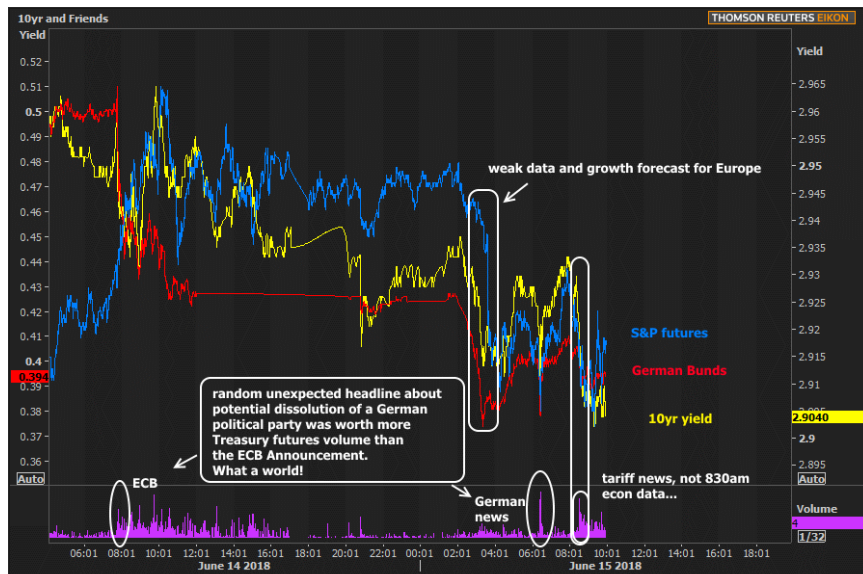 10yr and Friends
THOMSON REUTERS EIKON
Yield
Yield
0.52
0.51
0.5
0.49
0.48
0.47
0.46
0.45
0.44
0.43
0.42
0.41
0.4
0.394
0.39
0.38
0.37
0.36
Auto
2.965
2.96
2.955
2.95
2.945
2.94
2.935
2.93
2.925
2.92
2.915
2.91
2.9040
2.9
2.895
Auto
weak data and growth forecast for Europe
S&P futures
German Bunds
10yr yield
random unexpected headline about
potential dissolution of a German
political party was worth more
Treasury futures volume than
the ECB Announcement.
What a world!
ECB
German
news
tariff news, not 830am
econ data...
Volume
4
1/32
06:01 08:01 10:01 12:01 14:01 16:01 18:01 20:01 22:01 00:01 02:01 04:01 06:01 08:01 10:01 12:01 14:01 16:01 18:01
June 14 2018 | June 15 2018